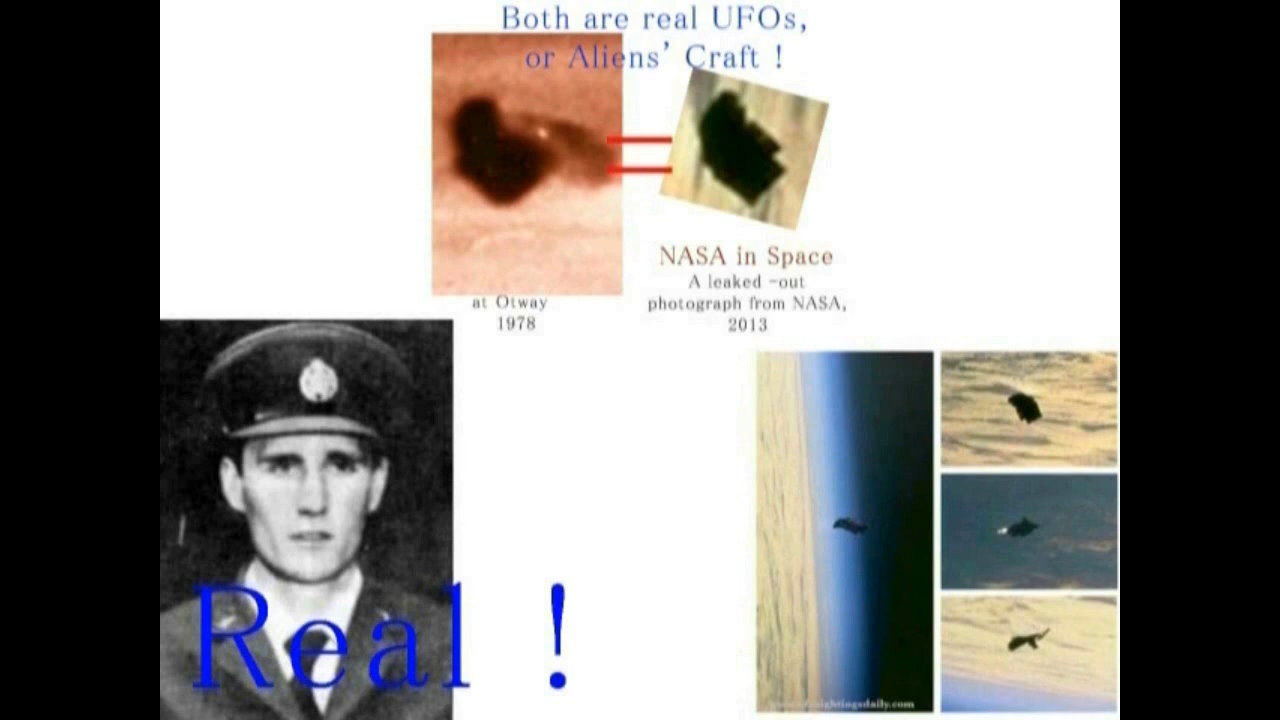 Both are real UFOs,
or Aliens' Craft !
at Otway
1978
NASA in Space
A leaked -out
photograph from NASA,
2013
Real !